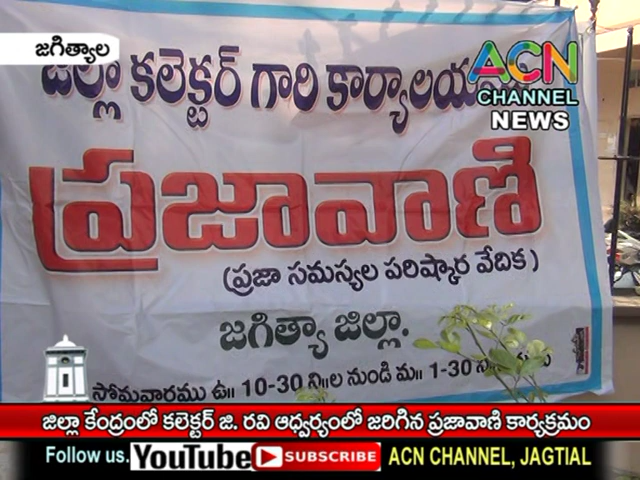 జగిత్యాల
ACN
CHANNEL
NEWS
జిల్లా కలెక్టర్ గారి కార్యాలయ
ప్రజావాణి
(ప్రజా సమస్యల పరిష్కార వేదిక)
జగిత్యా జిల్లా.
సోమవారము ఉ॥ 10-30 ని॥ల నుండి మ॥ 1-30 ని॥
జిల్లా కేంద్రంలో కలెక్టర్ జి. రవి ఆధ్వర్యంలో జరిగిన ప్రజావాణి కార్యక్రమం
Follow us. YouTube SUBSCRIBE ACN CHANNEL, JAGTIAL